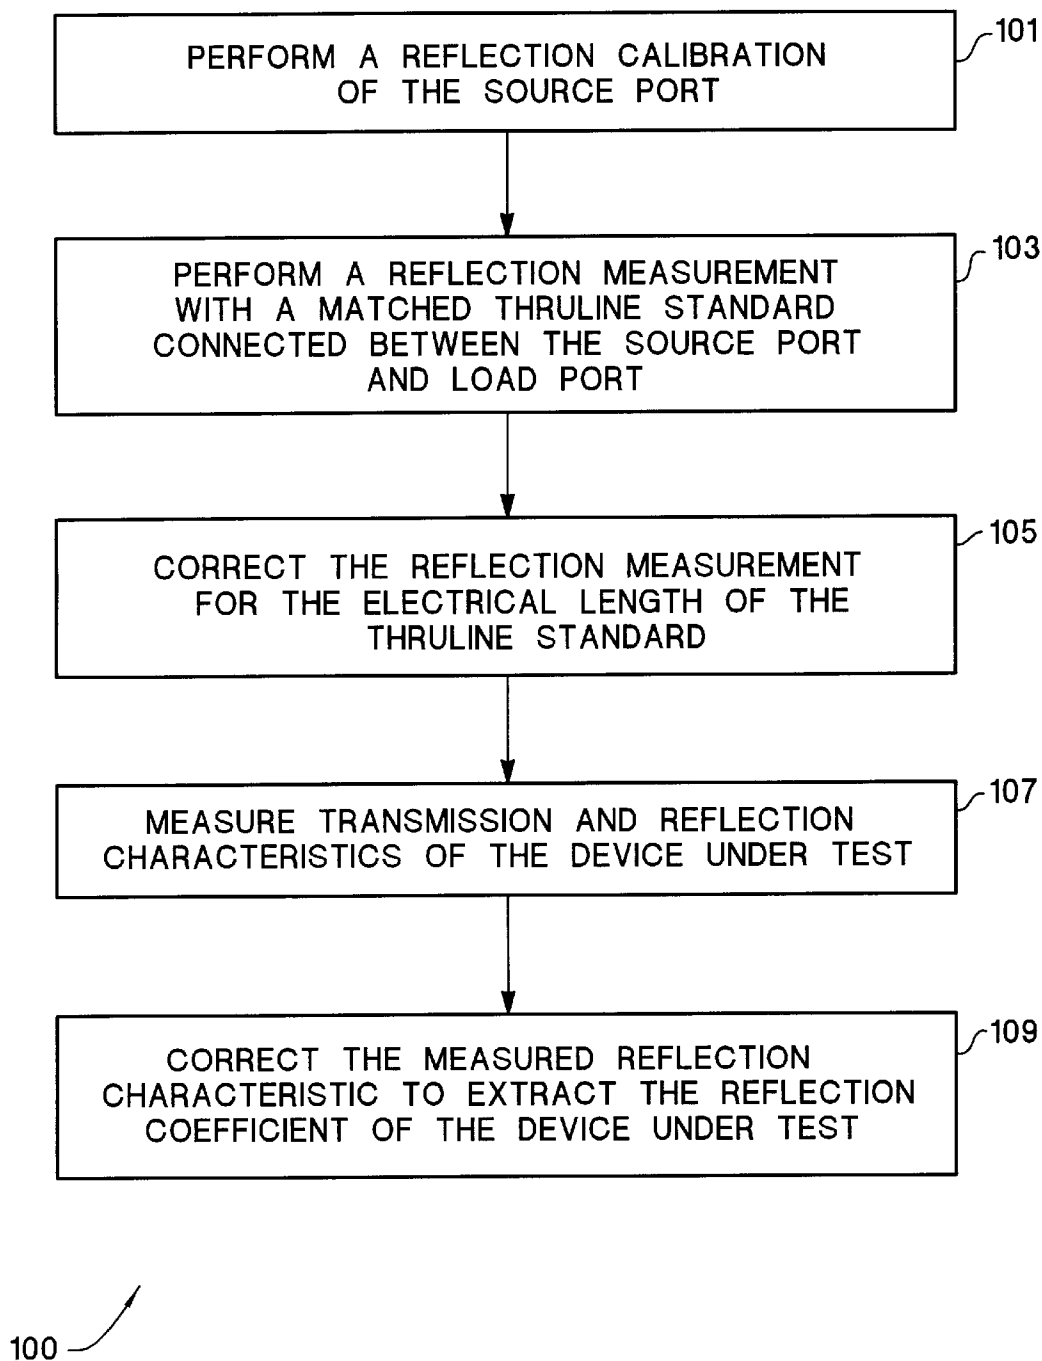 101
PERFORM A REFLECTION CALIBRATION
OF THE SOURCE PORT
103
PERFORM A REFLECTION MEASUREMENT
WITH A MATCHED THRULINE STANDARD
CONNECTED BETWEEN THE SOURCE PORT
AND LOAD PORT
105
CORRECT THE REFLECTION MEASUREMENT
FOR THE ELECTRICAL LENGTH OF THE
THRULINE STANDARD
107
MEASURE TRANSMISSION AND REFLECTION
CHARACTERISTICS OF THE DEVICE UNDER TEST
109
CORRECT THE MEASURED REFLECTION
CHARACTERISTIC TO EXTRACT THE REFLECTION
COEFFICIENT OF THE DEVICE UNDER TEST
100